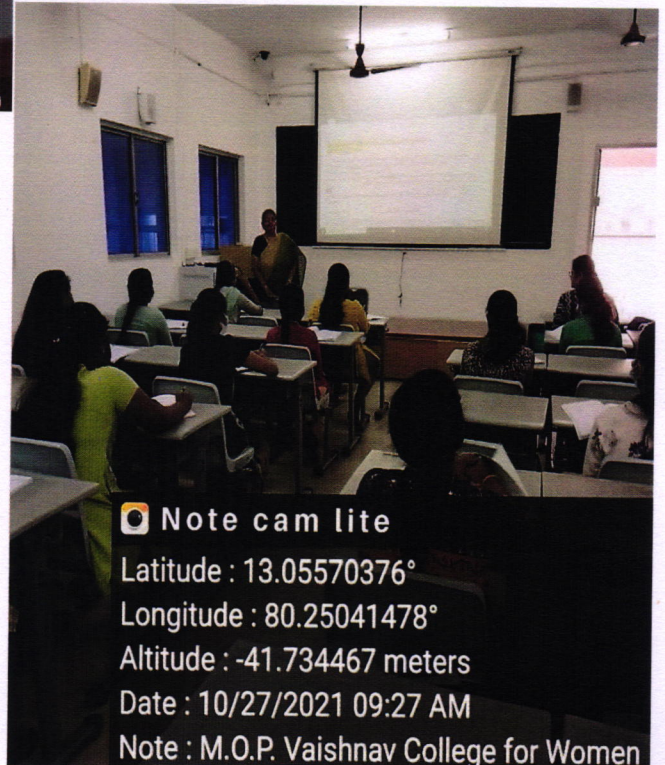 Note cam lite
Latitude : 13.05570376°
Longitude : 80.25041478°
Altitude : -41.734467 meters
Date : 10/27/2021 09:27 AM
Note : M.O.P. Vaishnav College for Women